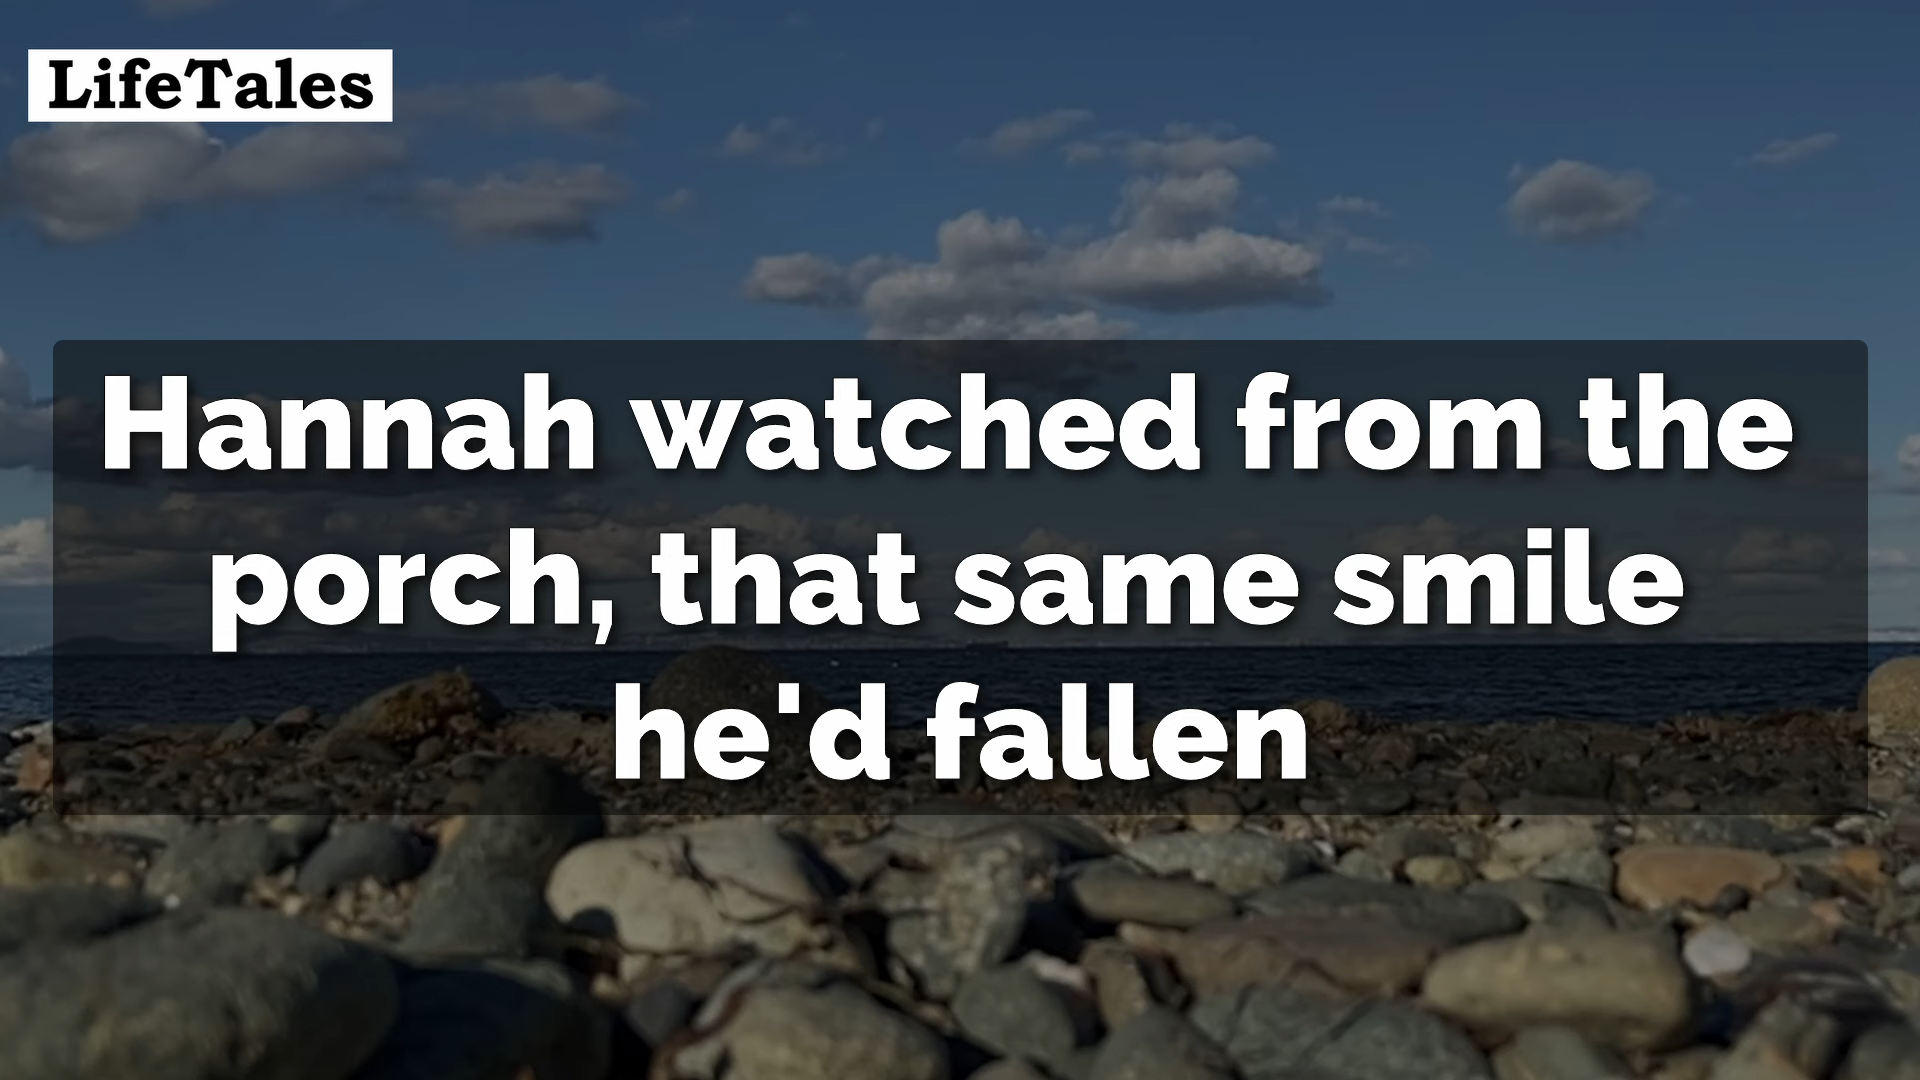 LifeTales
Hannah watched from the
porch, that same smile
he'd fallen